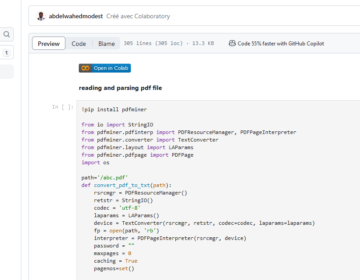 abdelwahedmodest Créé avec Colaboratory
Preview Code Blame 305 lines (305 loc) · 13.3 KB Code 55% faster with GitHub Copilot
t
Open in Colab
reading and parsing pdf file
In [ ]: !pip install pdfminer
from io import StringIO
from pdfminer.pdfinterp import PDFResourceManager, PDFPageInterpreter
from pdfminer.converter import TextConverter
from pdfminer.layout import LAParams
from pdfminer.pdfpage import PDFPage
import os
path='/abc.pdf'
def convert_pdf_to_txt(path):
rsrcmgr = PDFResourceManager()
retstr = StringIO()
codec = 'utf-8'
laparams = LAParams()
device = TextConverter(rsrcmgr, retstr, codec=codec, laparams=laparams)
fp = open(path, 'rb')
interpreter = PDFPageInterpreter(rsrcmgr, device)
password = ""
maxpages = 0
caching = True
pagenos=set()